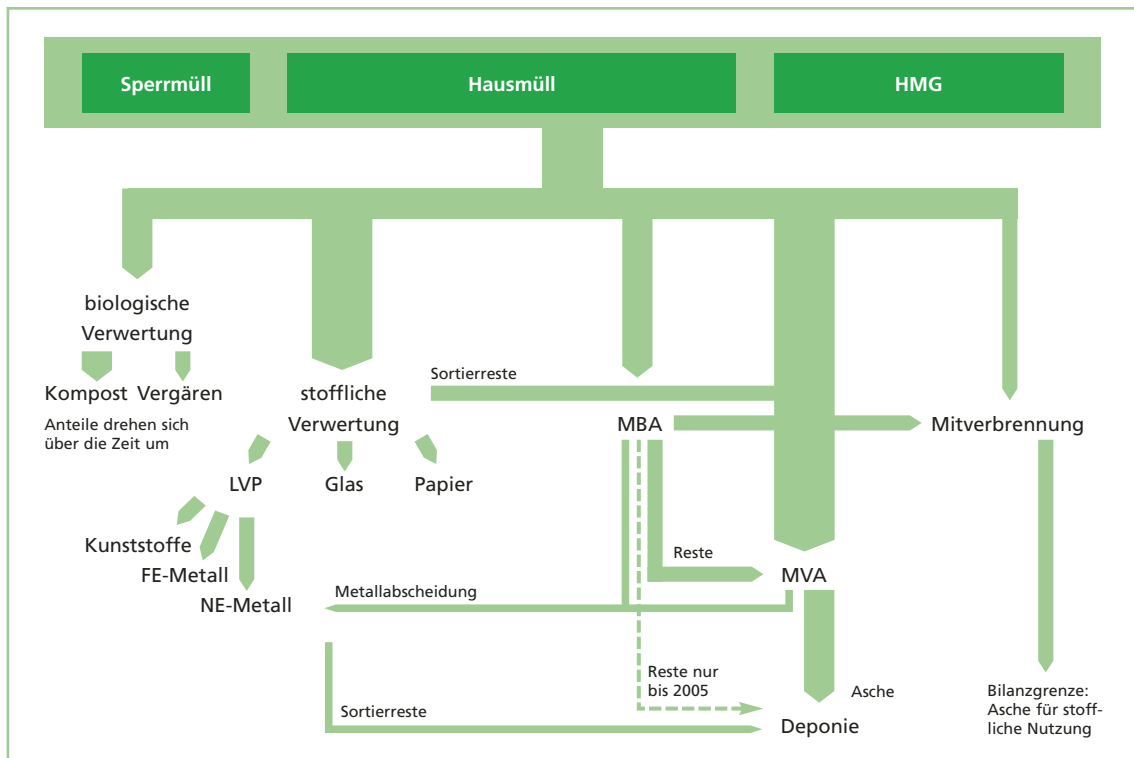 Sperrmüll
Hausmüll
HMG
biologische
Verwertung
Kompost
Vergären
Anteile drehen sich
über die Zeit um
stoffliche
Verwertung
Sortierreste
MBA
Mitverbrennung
LVP
Glas
Papier
Kunststoffe
FE-Metall
NE-Metall
Reste
MVA
Metallabscheidung
Reste nur
bis 2005
Asche
Sortierreste
Deponie
Bilanzgrenze:
Asche für stoff-
liche Nutzung